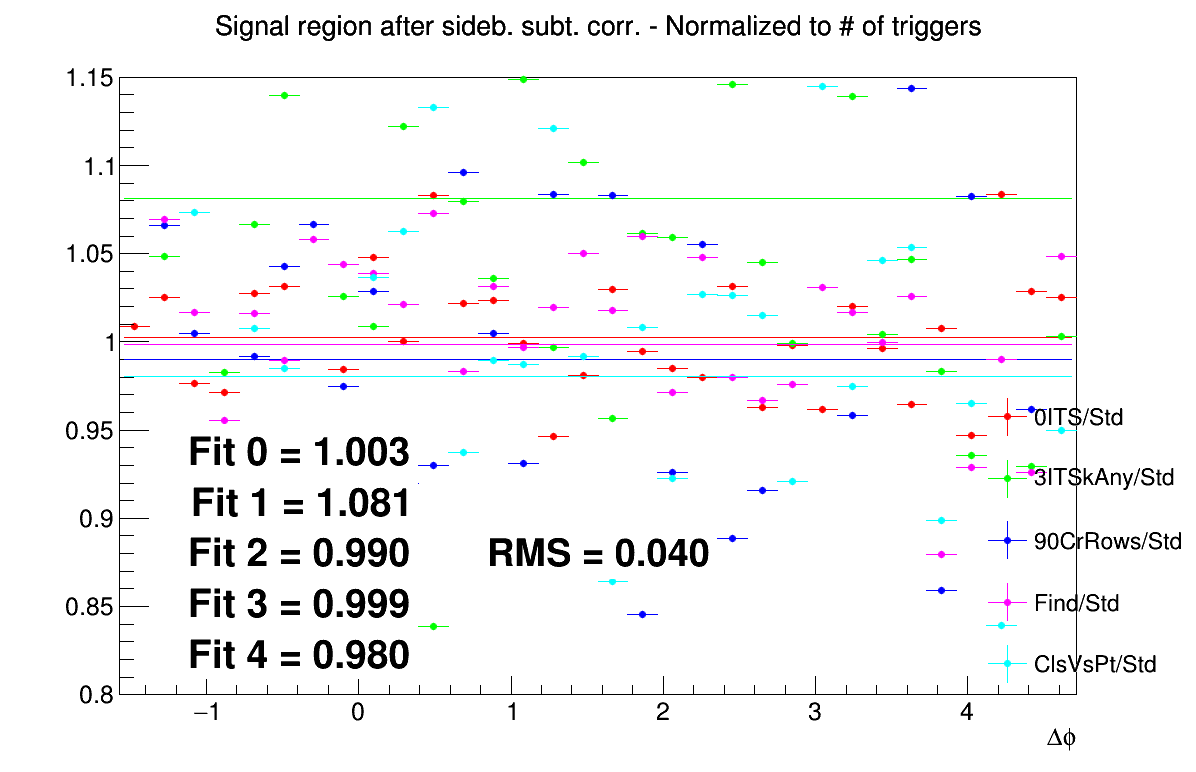 Signal region after sideb. subt. corr. - Normalized to # of triggers
1.15
1.1
1.05
1
0.95
0.9
0.85
0.8
Fit 0 = 1.003
Fit 1 = 1.081
Fit 2 = 0.990
Fit 3 = 0.999
Fit 4 = 0.980
RMS = 0.040
0ITS/Std
3ITSkAny/Std
90CrRows/Std
Find/Std
ClsVsPt/Std
−1 0 1 2 3 4
Δϕ